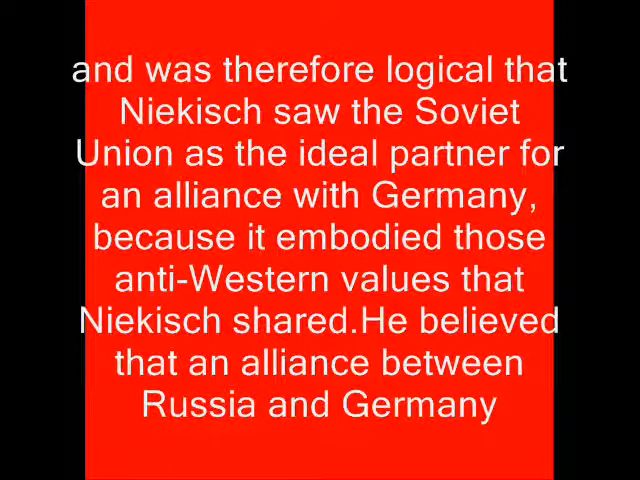 and was therefore logical that
Niekisch saw the Soviet
Union as the ideal partner for
an alliance with Germany,
because it embodied those
anti-Western values that
Niekisch shared.He believed
that an alliance between
Russia and Germany